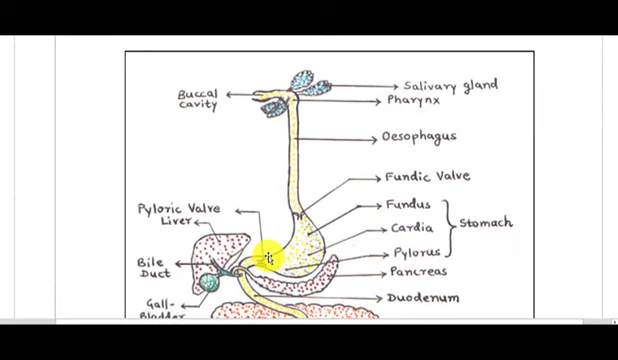 Salivary gland
Buccal
cavity
Pharynx
Oesophagus
Fundic Valve
Pyloric Valve
Liver
Fundus
Cardia
Stomach
Pylorus
Bile
Duct
Pancreas
Duodenum
Gall-
Bladder